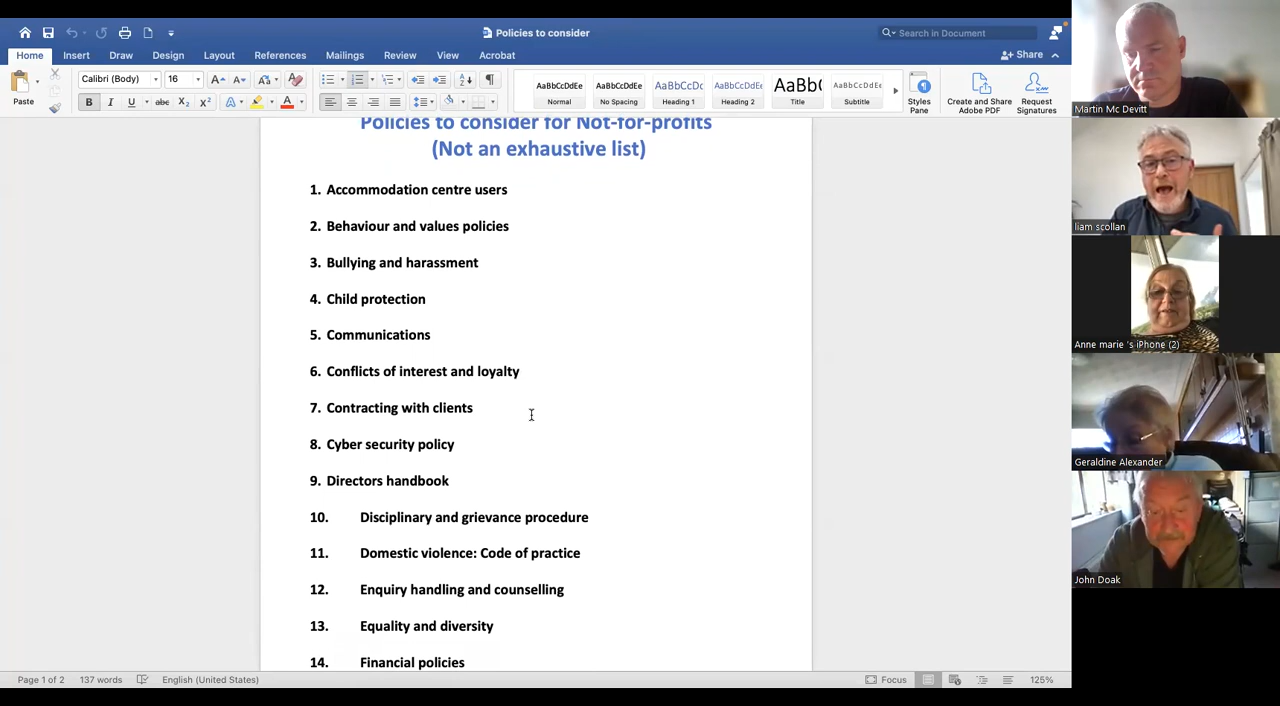 Policies to consider
Search in Document
Home
Insert
Draw
Design
Layout
References
Mailings
Review
View
Acrobat
Share
Paste
Calibri (Body)
16
AaBbCcDdEe
Normal
AaBbCcDdEe
No Spacing
AaBbCcDc
Heading 1
AaBbCcDdEe
Heading 2
AaBb(
Title
AaBbCcDdEe
Subtitle
Styles
Pane
Create and Share
Adobe PDF
Request
Signatures
Policies to consider for Not-for-profits
(Not an exhaustive list)
1. Accommodation centre users
2. Behaviour and values policies
3. Bullying and harassment
4. Child protection
5. Communications
6. Conflicts of interest and loyalty
7. Contracting with clients
8. Cyber security policy
9. Directors handbook
10. Disciplinary and grievance procedure
11. Domestic violence: Code of practice
12. Enquiry handling and counselling
13. Equality and diversity
14. Financial policies
Page 1 of 2
137 words
English (United States)
Focus
125%
Martin Mc Devitt
liam scollan
Anne marie 's iPhone (2)
Geraldine Alexander
John Doak